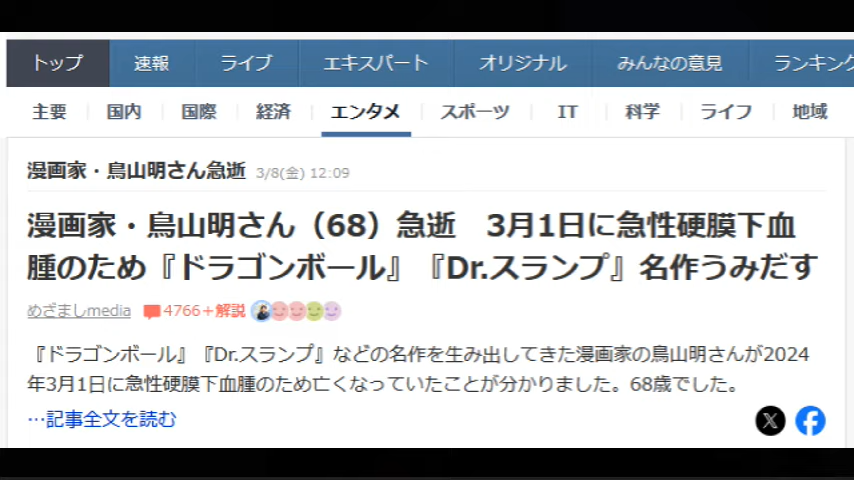 トップ 速報 ライブ エキスパート オリジナル みんなの意見 ランキング
主要 国内 国際 経済 エンタメ スポーツ IT 科学 ライフ 地域
漫画家・鳥山明さん急逝 3/8(金) 12:09
漫画家・鳥山明さん（68）急逝　3月1日に急性硬膜下血
腫のため『ドラゴンボール』『Dr.スランプ』名作うみだす
めざましmedia 4766+解説
『ドラゴンボール』『Dr.スランプ』などの名作を生み出してきた漫画家の鳥山明さんが2024
年3月1日に急性硬膜下血腫のため亡くなっていたことが分かりました。68歳でした。
…記事全文を読む